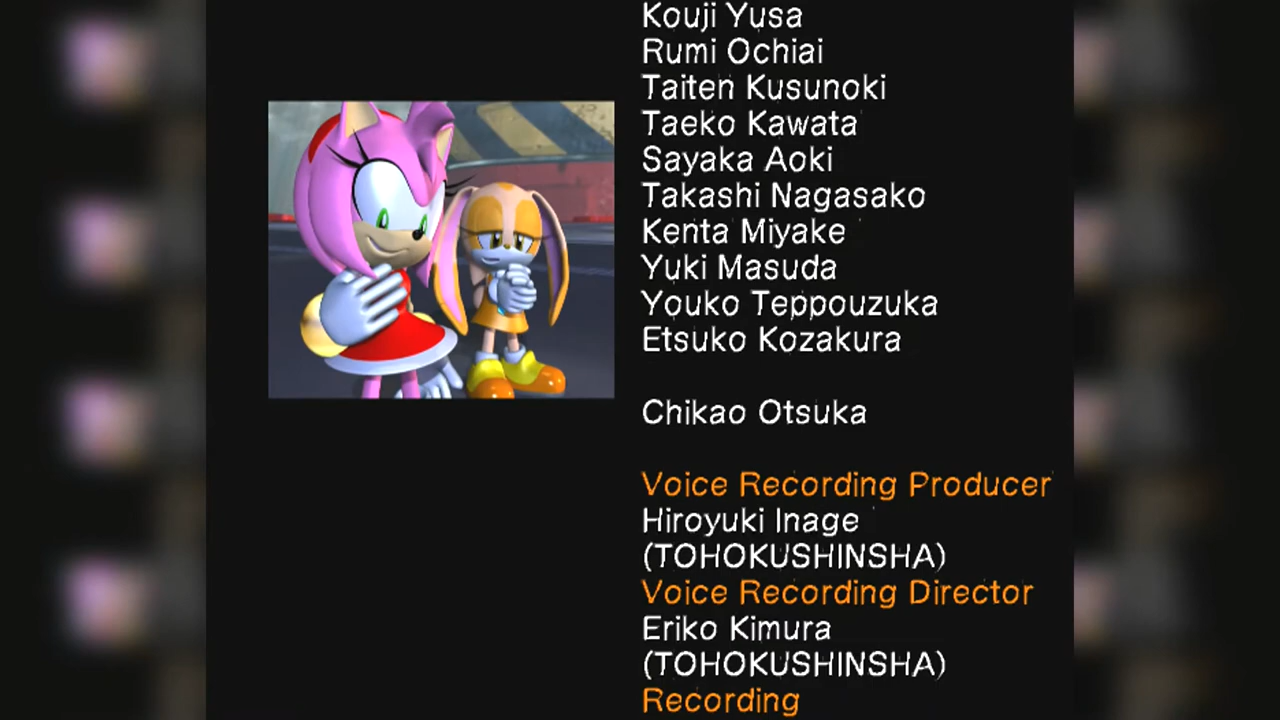 Kouji Yusa
Rumi Ochiai
Taiten Kusunoki
Taeko Kawata
Sayaka Aoki
Takashi Nagasako
Kenta Miyake
Yuki Masuda
Youko Teppouzuka
Etsuko Kozakura
Chikao Otsuka
Voice Recording Producer
Hiroyuki Inage
(TOHOKUSHINSHA)
Voice Recording Director
Eriko Kimura
(TOHOKUSHINSHA)
Recording